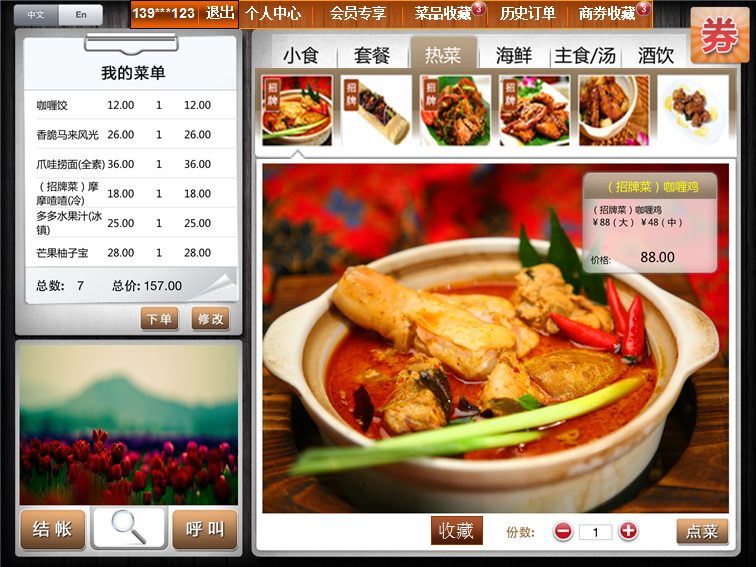 中文 En 139***123 退出 个人中心 会员专享 菜品收藏 3 历史订单 商券收藏 3
券
我的菜单
咖喱饺 12.00 1 12.00
香脆马来风光 26.00 1 26.00
爪哇捞面(全素) 36.00 1 36.00
（招牌菜）摩
摩喳喳(冷) 18.00 1 18.00
多多水果汁(冰
镇) 25.00 1 25.00
芒果柚子宝 28.00 1 28.00
总数: 7 总价: 157.00
下单 修改
结帐 呼叫
小食 套餐 热菜 海鲜 主食/汤 酒饮
招牌 招牌 招牌 招牌
（招牌菜）咖喱鸡
（招牌菜）咖喱鸡
¥88（大） ¥48（中）
价格: 88.00
收藏 份数: 1 点菜